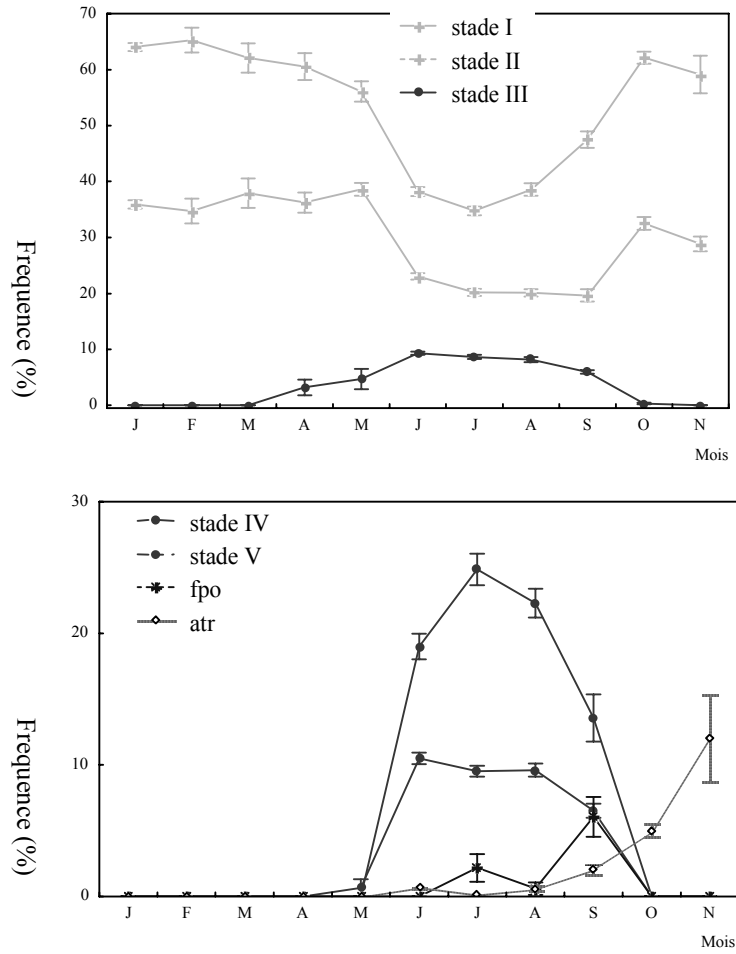 70
60
50
40
30
20
10
0
Frequence (%)
stade I
stade II
stade III
J F M A M J J A S O N
Mois
30
20
10
0
Frequence (%)
stade IV
stade V
fpo
atr
J F M A M J J A S O N
Mois